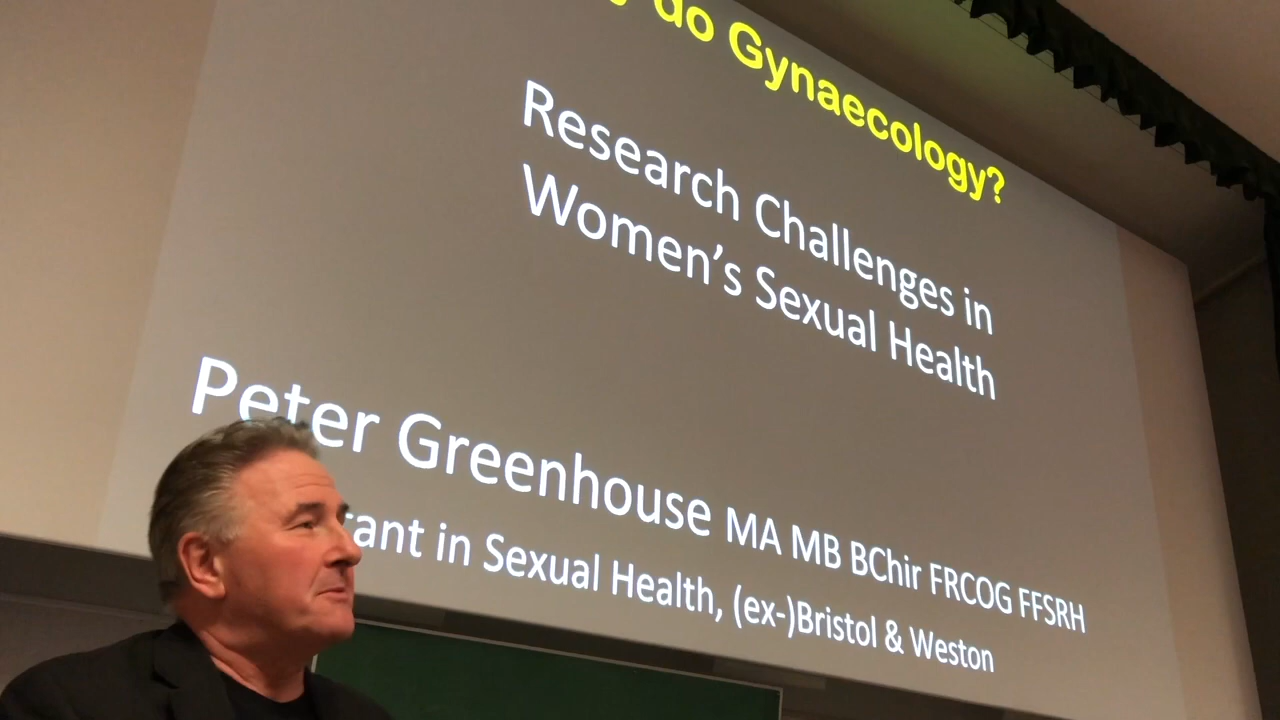 do Gynaecology?
Research Challenges in
Women's Sexual Health
Peter Greenhouse MA MB BChir FRCOG FFSRH
in Sexual Health, (ex-)Bristol & Weston